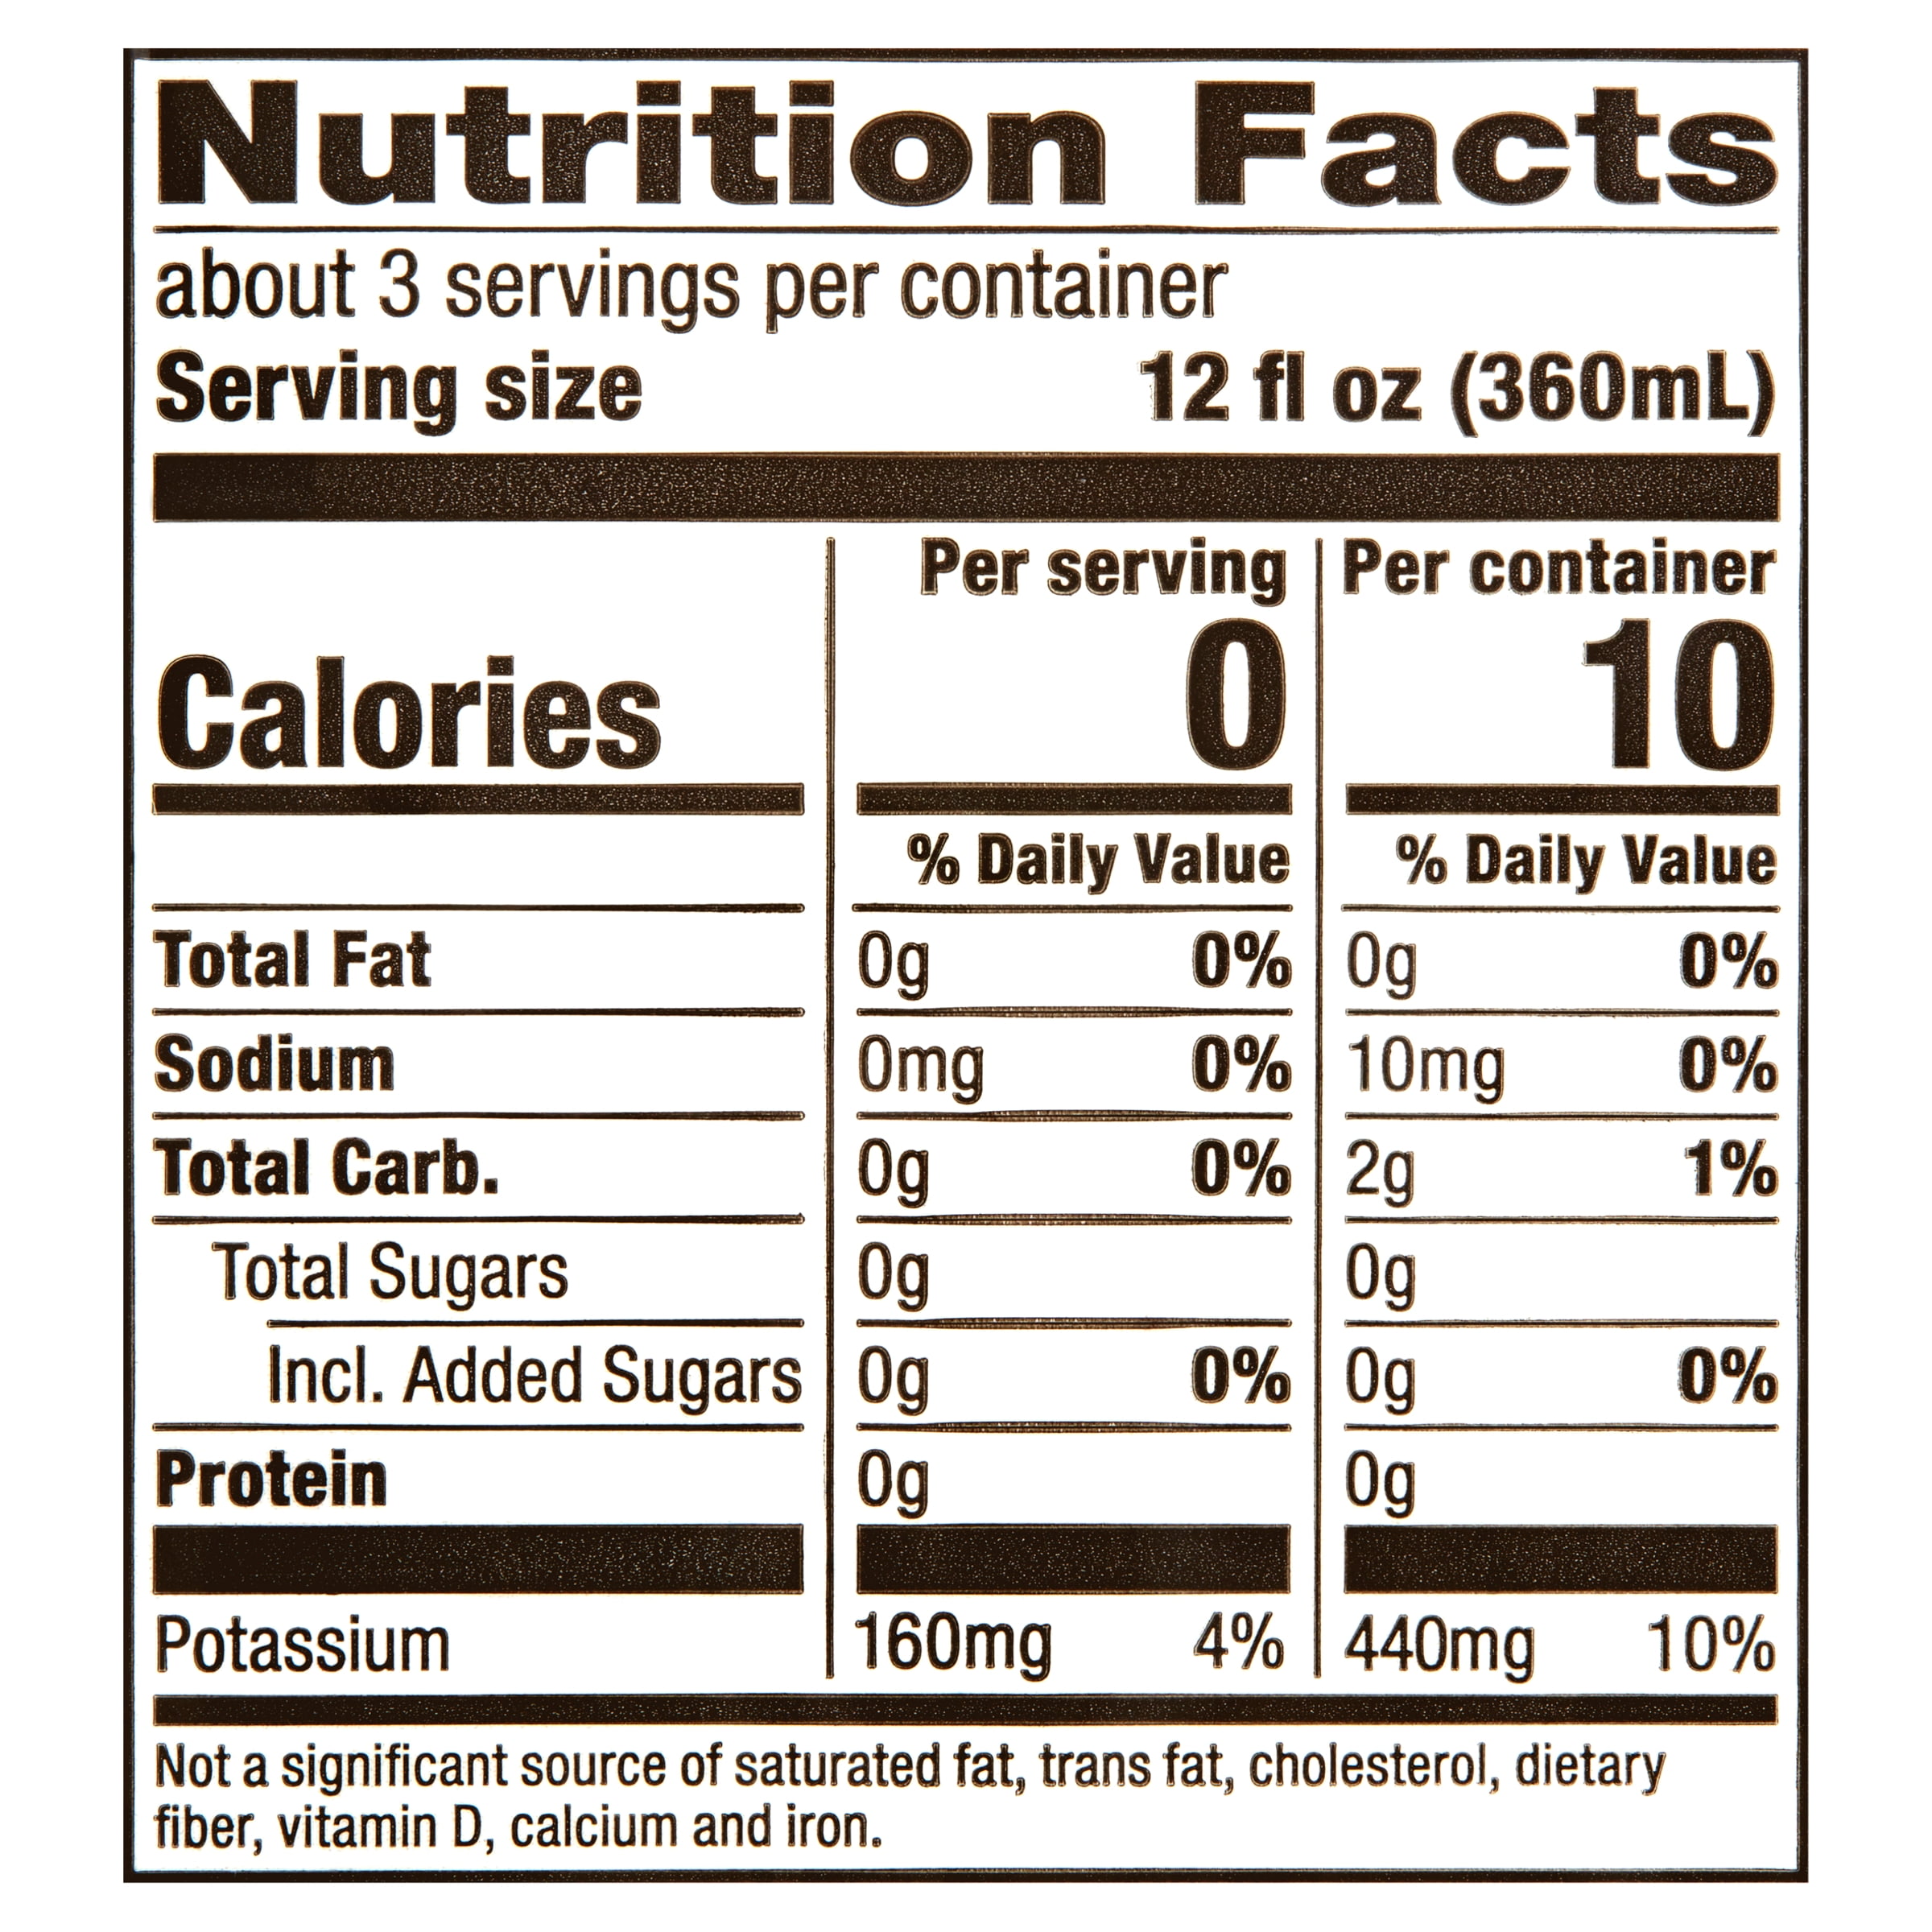 Nutrition Facts
about 3 servings per container
Serving size 12 fl oz (360mL)
Per serving Per container
Calories 0 10
% Daily Value % Daily Value
Total Fat 0g 0% 0g 0%
Sodium 0mg 0% 10mg 0%
Total Carb. 0g 0% 2g 1%
Total Sugars 0g 0g
Incl. Added Sugars 0g 0% 0g 0%
Protein 0g 0g
Potassium 160mg 4% 440mg 10%
Not a significant source of saturated fat, trans fat, cholesterol, dietary
fiber, vitamin D, calcium and iron.